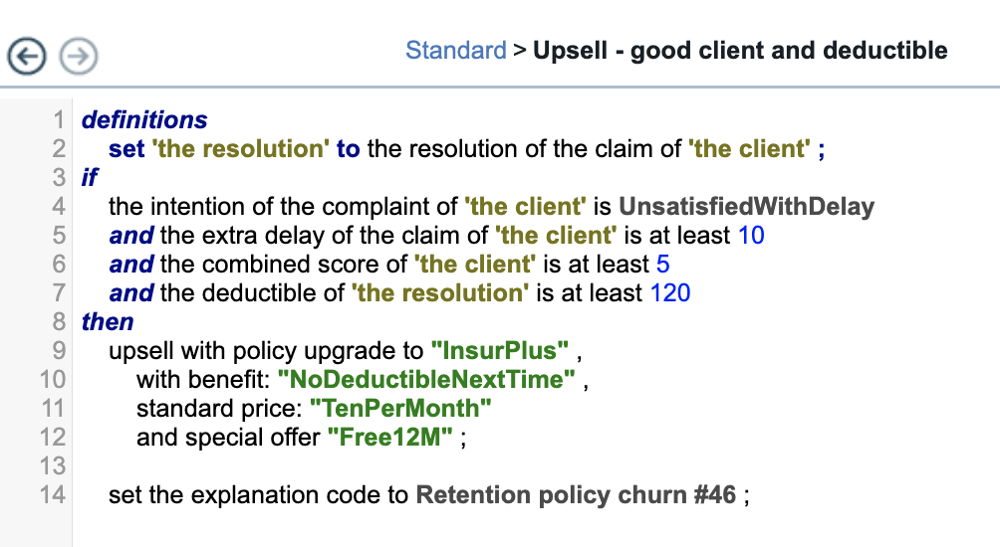 Standard > Upsell - good client and deductible
1 definitions
2 set 'the resolution' to the resolution of the claim of 'the client' ;
3 if
4 the intention of the complaint of 'the client' is UnsatisfiedWithDelay
5 and the extra delay of the claim of 'the client' is at least 10
6 and the combined score of 'the client' is at least 5
7 and the deductible of 'the resolution' is at least 120
8 then
9 upsell with policy upgrade to "InsurPlus" ,
10 with benefit: "NoDeductibleNextTime" ,
11 standard price: "TenPerMonth"
12 and special offer "Free12M" ;
13
14 set the explanation code to Retention policy churn #46 ;